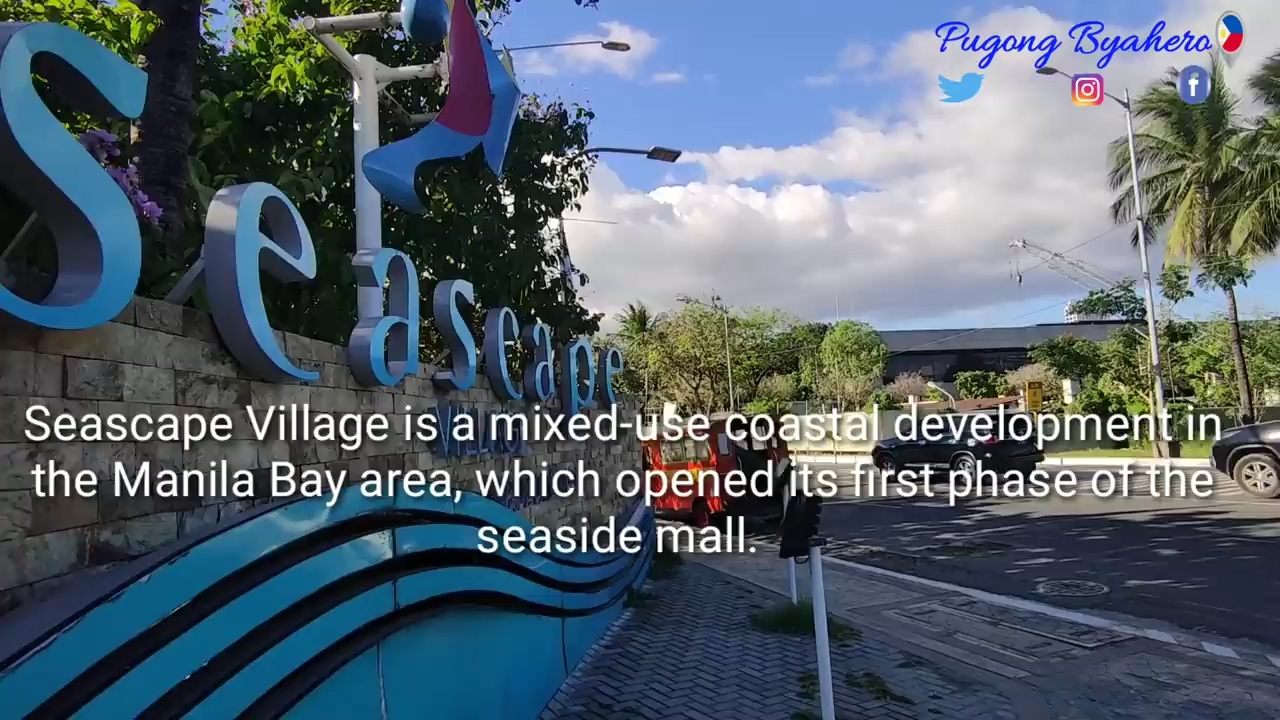 Pugong Byahero
Seascape
VILLAGE
Seascape Village is a mixed-use coastal development in
the Manila Bay area, which opened its first phase of the
seaside mall.